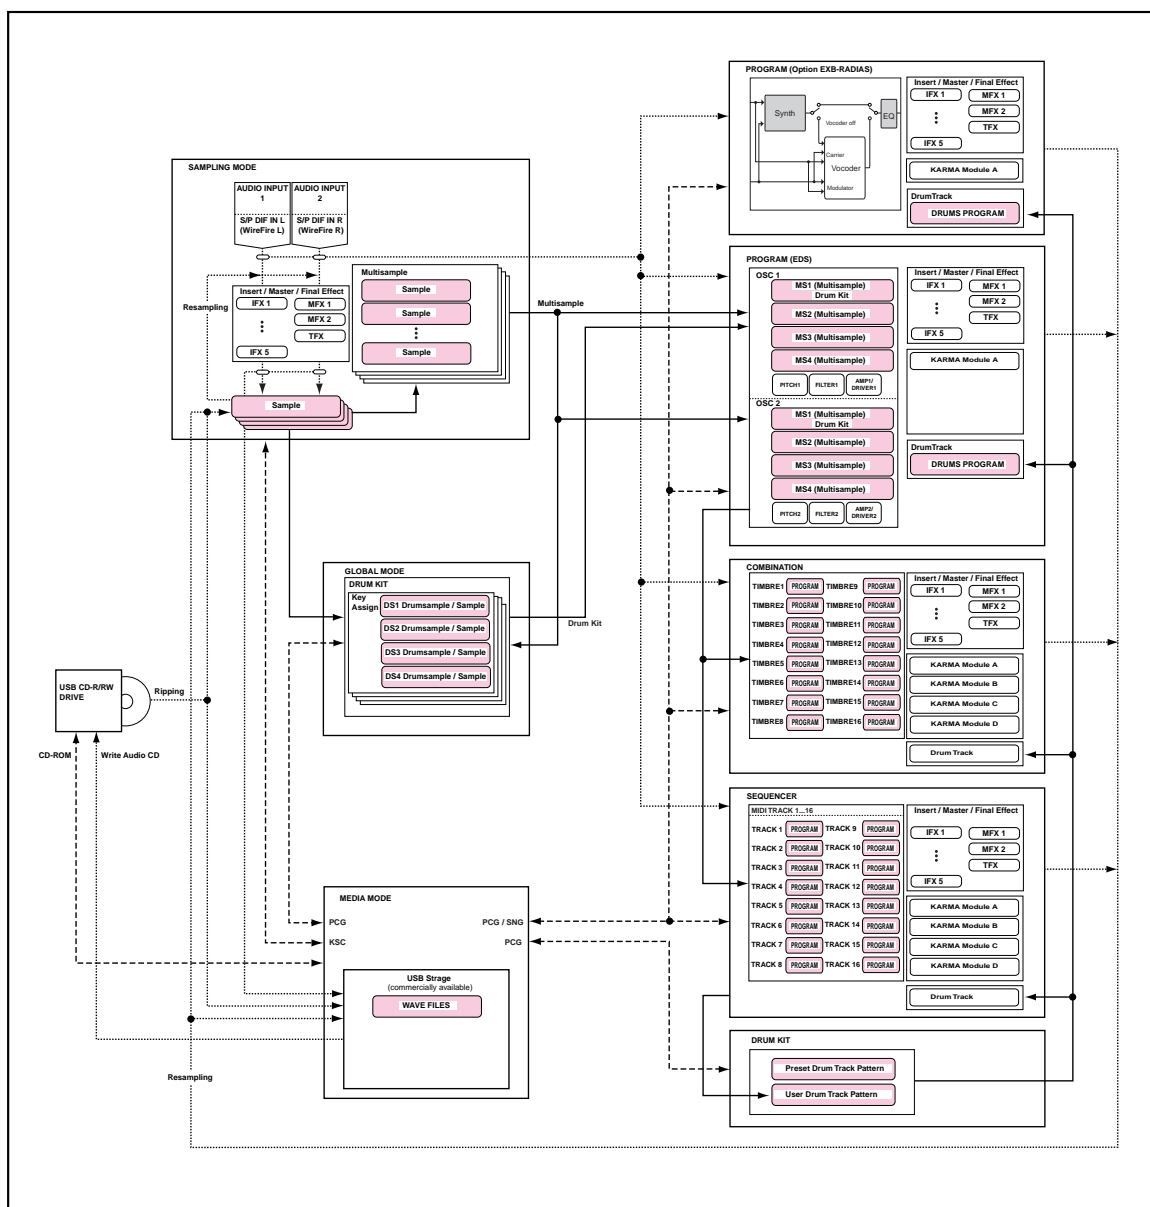 PROGRAM (Option EXB-RADIAS)
Synth
Vocoder off
EQ
Carrier
Vocoder
Modulator
Insert / Master / Final Effect
IFX 1
MFX 1
MFX 2
TFX
IFX 5
KARMA Module A
DrumTrack
DRUMS PROGRAM
SAMPLING MODE
AUDIO INPUT
1
AUDIO INPUT
2
S/P DIF IN L
(WireFire L)
S/P DIF IN R
(WireFire R)
Resampling
Insert / Master / Final Effect
IFX 1
MFX 1
MFX 2
TFX
IFX 5
Multisample
Sample
Sample
Sample
Sample
Multisample
PROGRAM (EDS)
OSC 1
MS1 (Multisample)
Drum Kit
MS2 (Multisample)
MS3 (Multisample)
MS4 (Multisample)
PITCH1
FILTER1
AMP1/
DRIVER1
OSC 2
MS1 (Multisample)
Drum Kit
MS2 (Multisample)
MS3 (Multisample)
MS4 (Multisample)
PITCH2
FILTER2
AMP2/
DRIVER2
Insert / Master / Final Effect
IFX 1
MFX 1
MFX 2
TFX
IFX 5
KARMA Module A
DrumTrack
DRUMS PROGRAM
GLOBAL MODE
DRUM KIT
Key
Assign
DS1 Drumsample / Sample
DS2 Drumsample / Sample
DS3 Drumsample / Sample
DS4 Drumsample / Sample
Drum Kit
COMBINATION
TIMBRE1 PROGRAM TIMBRE9 PROGRAM
TIMBRE2 PROGRAM TIMBRE10 PROGRAM
TIMBRE3 PROGRAM TIMBRE11 PROGRAM
TIMBRE4 PROGRAM TIMBRE12 PROGRAM
TIMBRE5 PROGRAM TIMBRE13 PROGRAM
TIMBRE6 PROGRAM TIMBRE14 PROGRAM
TIMBRE7 PROGRAM TIMBRE15 PROGRAM
TIMBRE8 PROGRAM TIMBRE16 PROGRAM
Insert / Master / Final Effect
IFX 1
MFX 1
MFX 2
TFX
IFX 5
KARMA Module A
KARMA Module B
KARMA Module C
KARMA Module D
Drum Track
USB CD-R/RW
DRIVE
Ripping
CD-ROM
Write Audio CD
SEQUENCER
MIDI TRACK 1...16
TRACK 1 PROGRAM TRACK 9 PROGRAM
TRACK 2 PROGRAM TRACK 10 PROGRAM
TRACK 3 PROGRAM TRACK 11 PROGRAM
TRACK 4 PROGRAM TRACK 12 PROGRAM
TRACK 5 PROGRAM TRACK 13 PROGRAM
TRACK 6 PROGRAM TRACK 14 PROGRAM
TRACK 7 PROGRAM TRACK 15 PROGRAM
TRACK 8 PROGRAM TRACK 16 PROGRAM
Insert / Master / Final Effect
IFX 1
MFX 1
MFX 2
TFX
IFX 5
KARMA Module A
KARMA Module B
KARMA Module C
KARMA Module D
Drum Track
MEDIA MODE
PCG
PCG / SNG
KSC
PCG
USB Strage
(commercially available)
WAVE FILES
Resampling
DRUM KIT
Preset Drum Track Pattern
User Drum Track Pattern